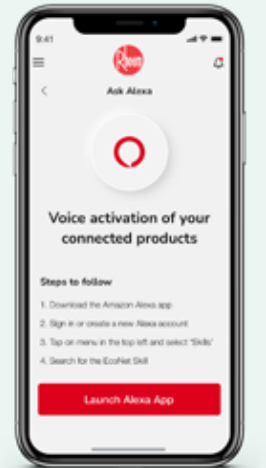 9:41
Rheem
Ask Alexa
Voice activation of your
connected products
Steps to follow
1. Download the Amazon Alexa app
2. Sign in or create a new Alexa account
3. Tap on menu in the top left and select 'Skills'
4. Search for the EcoNet Skill
Launch Alexa App